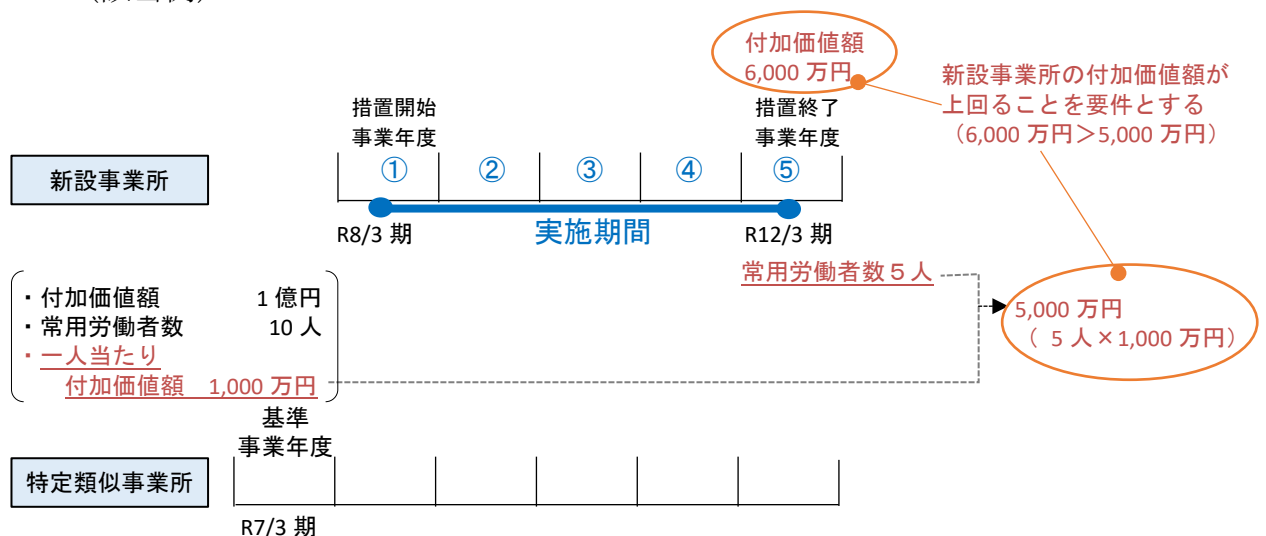 付加価値額
6,000 万円
新設事業所の付加価値額が
上回ることを要件とする
（6,000 万円＞5,000 万円）
措置開始
事業年度
措置終了
事業年度
新設事業所
①
②
③
④
⑤
R8/3 期
実施期間
R12/3 期
常用労働者数５人
・付加価値額 1 億円
・常用労働者数 10 人
・一人当たり
付加価値額 1,000 万円
5,000 万円
（ 5 人×1,000 万円）
基準
事業年度
特定類似事業所
R7/3 期